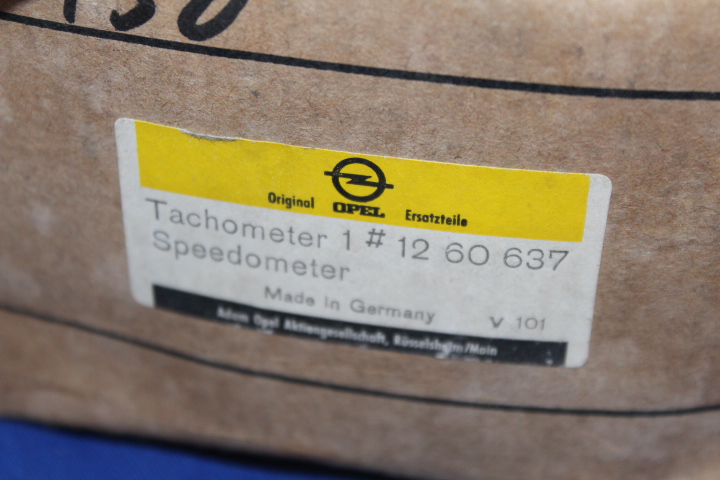 Original OPEL Ersatzteile
Tachometer 1 # 12 60 637
Speedometer
Made in Germany V 101
Adam Opel Aktiengesellschaft, Rüsselsheim/Main